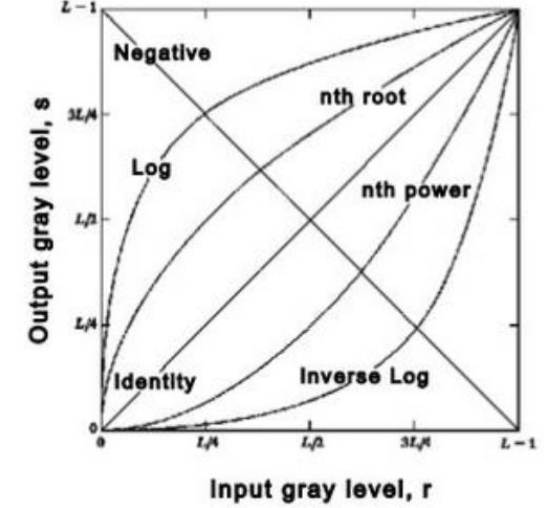 L − 1
Negative
nth root
3L/4
Log
nth power
L/2
L/4
Identity
Inverse Log
0
0
L/4
L/2
3L/4
L − 1
Output gray level, s
Input gray level, r